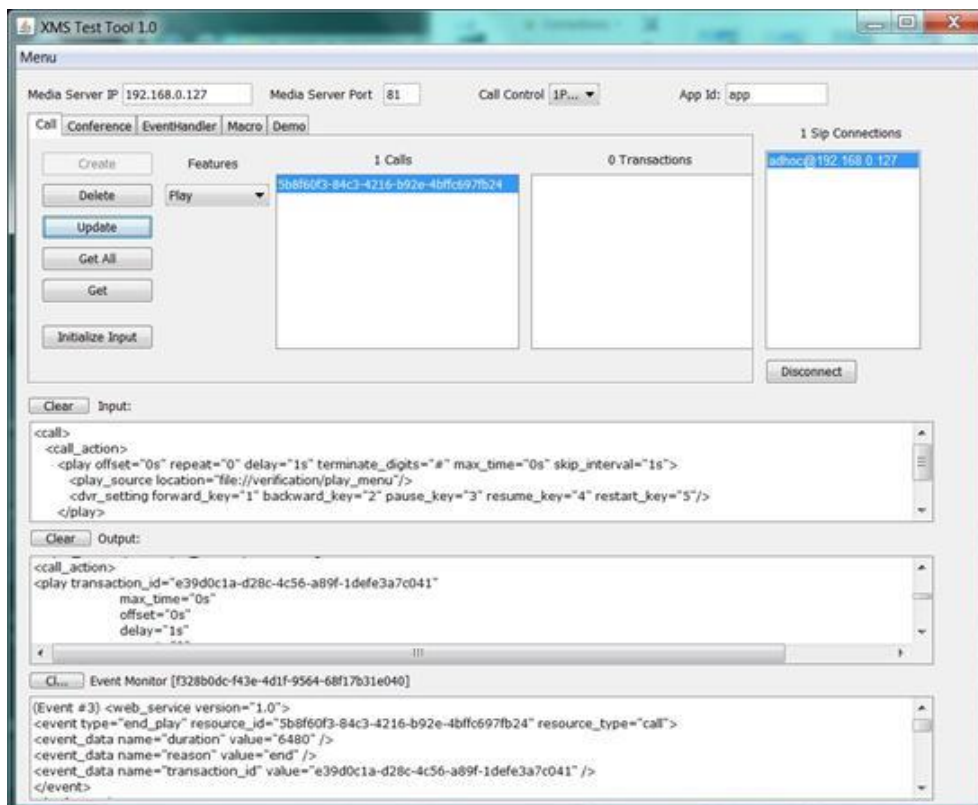 XMS Test Tool 1.0
Menu
Media Server IP 192.168.0.127 Media Server Port 81 Call Control 1P... App Id: app
Call Conference EventHandler Macro Demo
1 Sip Connections
Create Features 1 Calls 0 Transactions
adhoc@192.168.0.127
5b8f60f3-84c3-4216-b92e-4bffc697fb24
Delete Play
Update
Get All
Get
Initialize Input
Disconnect
Clear Input:
<call>
<call_action>
<play offset="0s" repeat="0" delay="1s" terminate_digits="#" max_time="0s" skip_interval="1s">
<play_source location="file://verification/play_menu"/>
<dvr_setting forward_key="1" backward_key="2" pause_key="3" resume_key="4" restart_key="5"/>
</play>
Clear Output:
<call_action>
<play transaction_id="e39d0c1a-d28c-4c56-a89f-1defe3a7c041"
max_time="0s"
offset="0s"
delay="1s"
Cl... Event Monitor [f328b0dc-f43e-4d1f-9564-68f17b31e040]
(Event #3) <web_service version="1.0">
<event type="end_play" resource_id="5b8f60f3-84c3-4216-b92e-4bffc697fb24" resource_type="call">
<event_data name="duration" value="6480" />
<event_data name="reason" value="end" />
<event_data name="transaction_id" value="e39d0c1a-d28c-4c56-a89f-1defe3a7c041" />
</event>